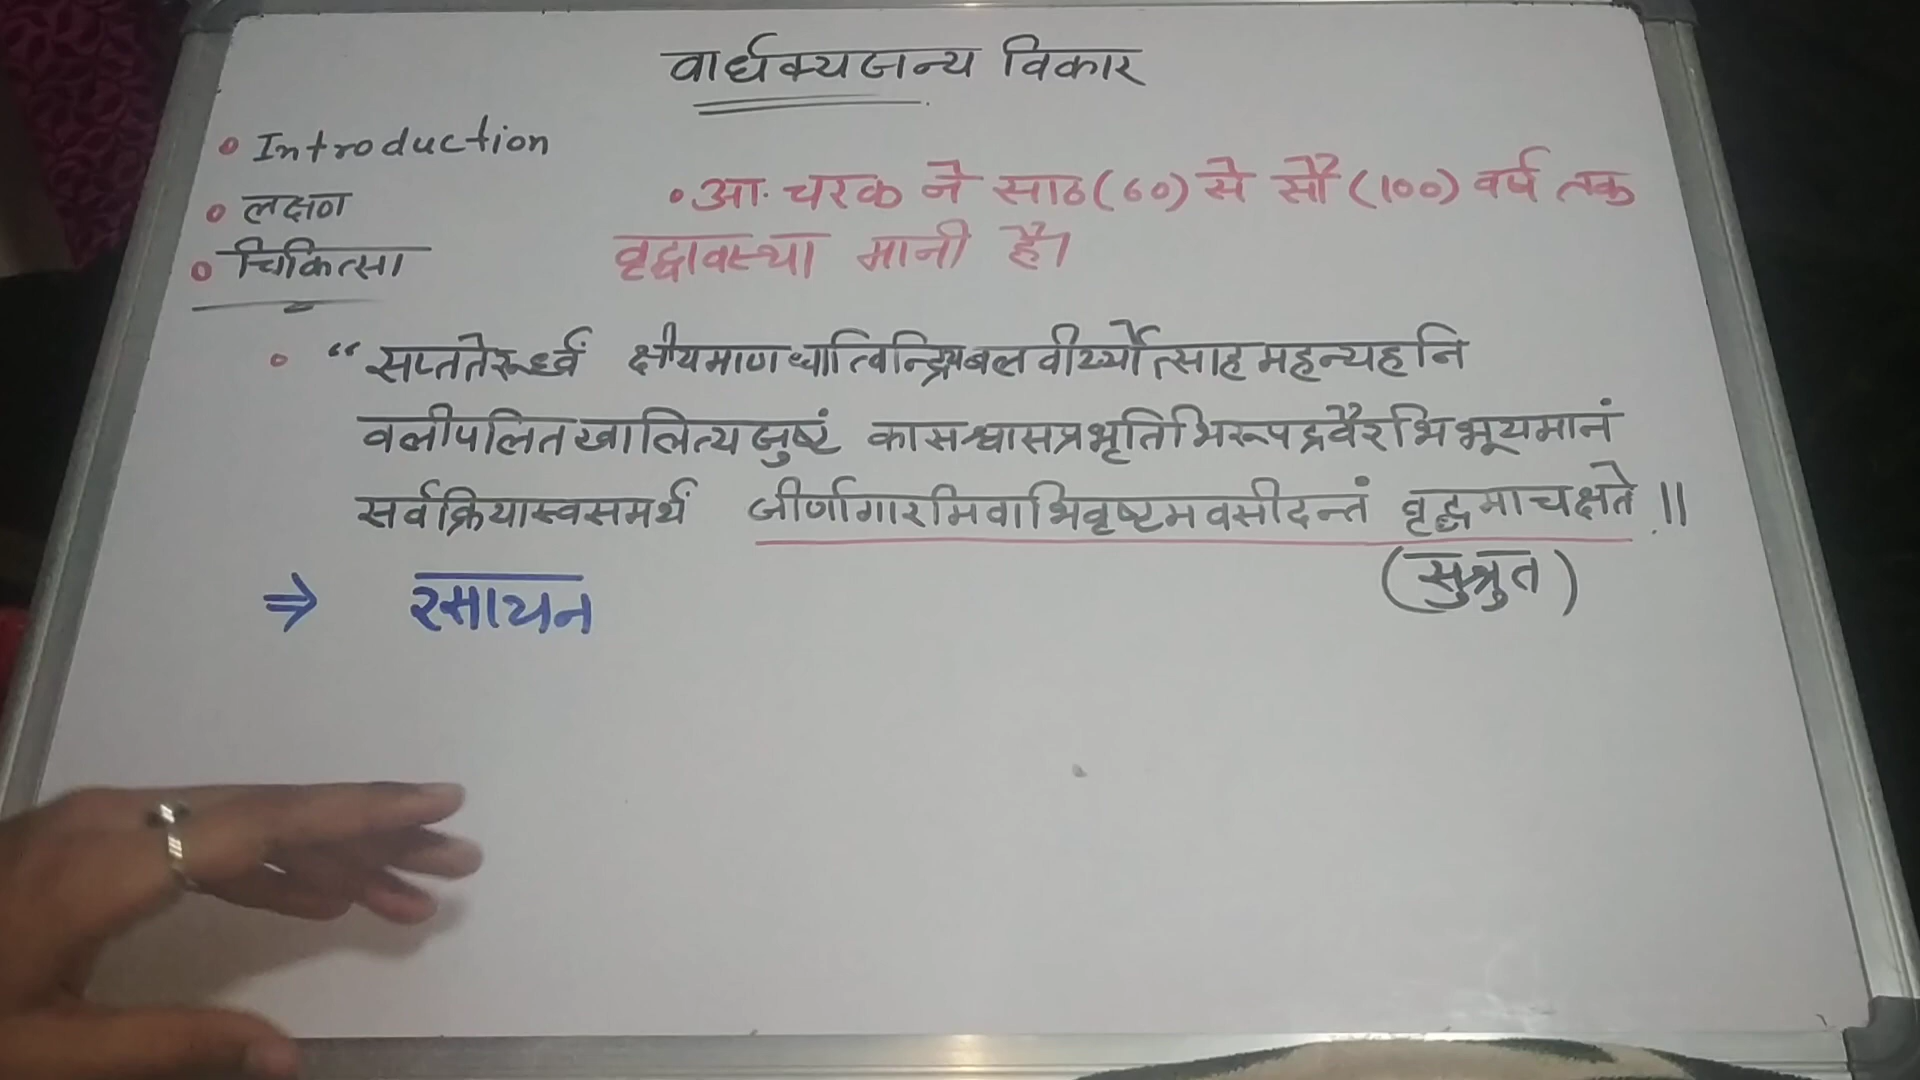 वार्धक्यजन्य विकार
• Introduction
• लक्षण
• चिकित्सा
• आ. चरक ने साठ (60) से सौ (100) वर्ष तक
वृद्धावस्था मानी है।
• “सप्ततेरूर्ध्वं क्षीयमाणधात्विन्द्रियबलवीर्य्योत्साहमहन्यहनि
वलीपलितखालित्यजुष्टं कासश्वासप्रभृतिभिरूपद्रवैरभिभूयमानं
सर्वक्रियास्वसमर्थं जीर्णागारमिवाभिवृष्टमवसीदन्तं वृद्धमाचक्षते ॥
(सुश्रुत)
⇒ रसायन